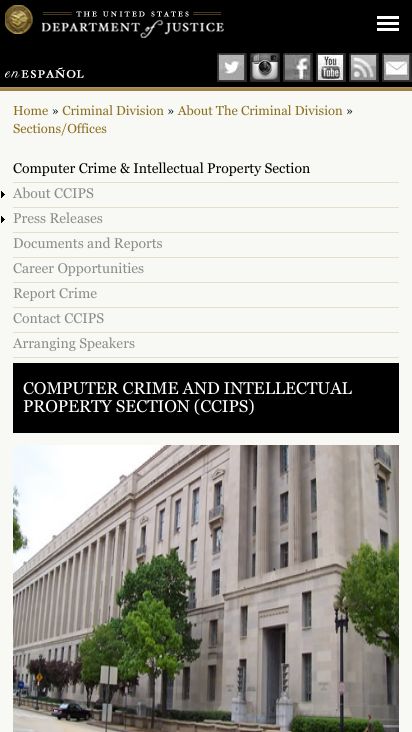 THE UNITED STATES
DEPARTMENT of JUSTICE
en ESPAÑOL
You
Tube
Home » Criminal Division » About The Criminal Division »
Sections/Offices
Computer Crime & Intellectual Property Section
About CCIPS
Press Releases
Documents and Reports
Career Opportunities
Report Crime
Contact CCIPS
Arranging Speakers
COMPUTER CRIME AND INTELLECTUAL
PROPERTY SECTION (CCIPS)